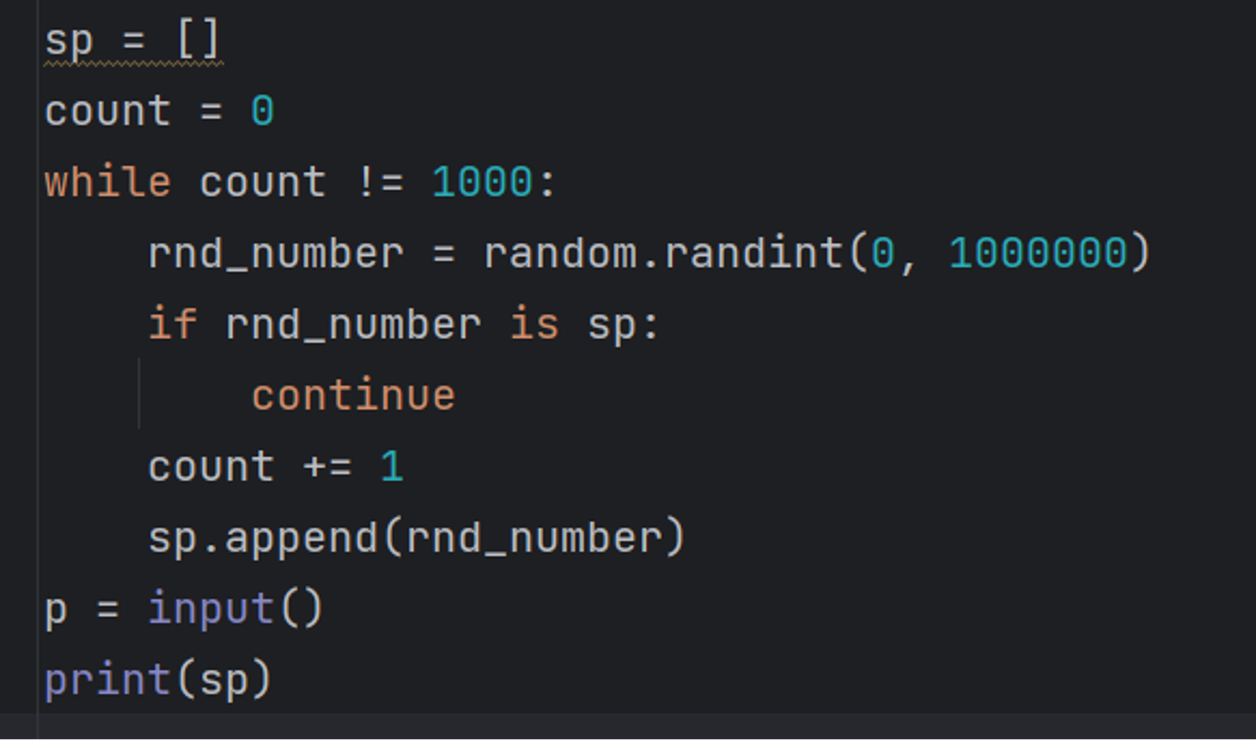 sp = []
count = 0
while count != 1000:
    rnd_number = random.randint(0, 1000000)
    if rnd_number is sp:
        continue
    count += 1
    sp.append(rnd_number)
p = input()
print(sp)